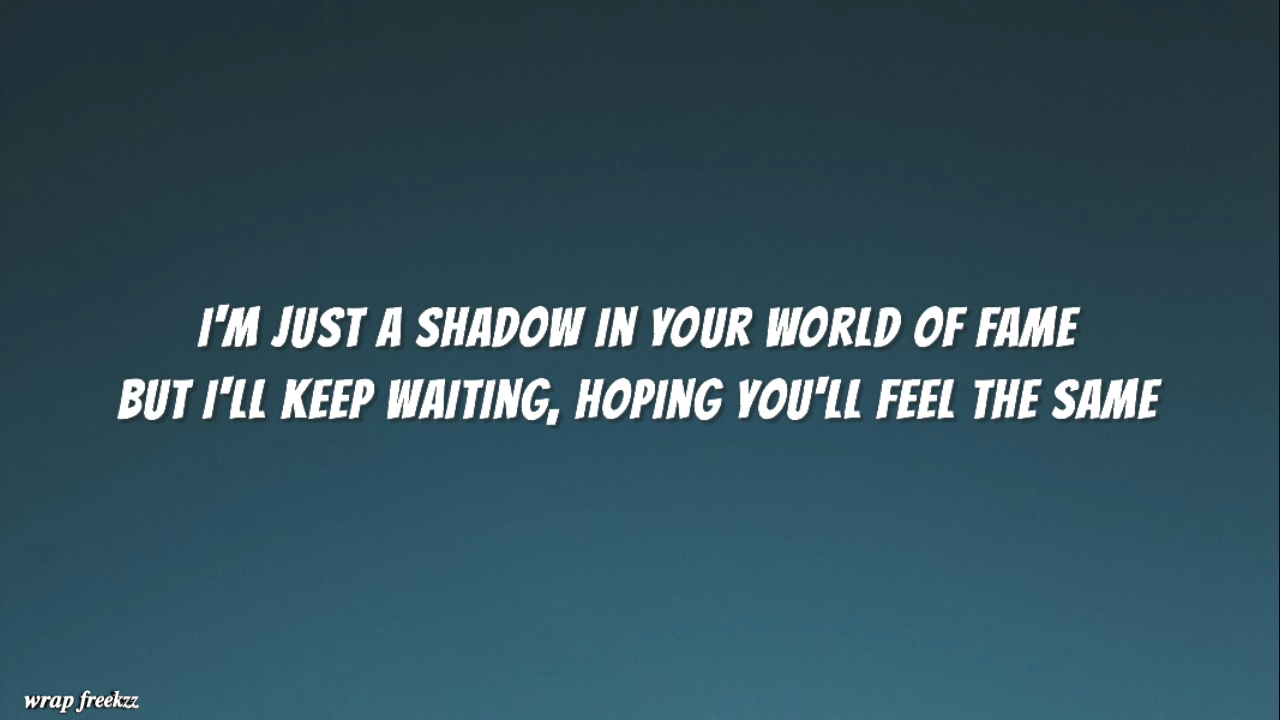 I'M JUST A SHADOW IN YOUR WORLD OF FAME
BUT I'LL KEEP WAITING, HOPING YOU'LL FEEL THE SAME
wrap freekzz